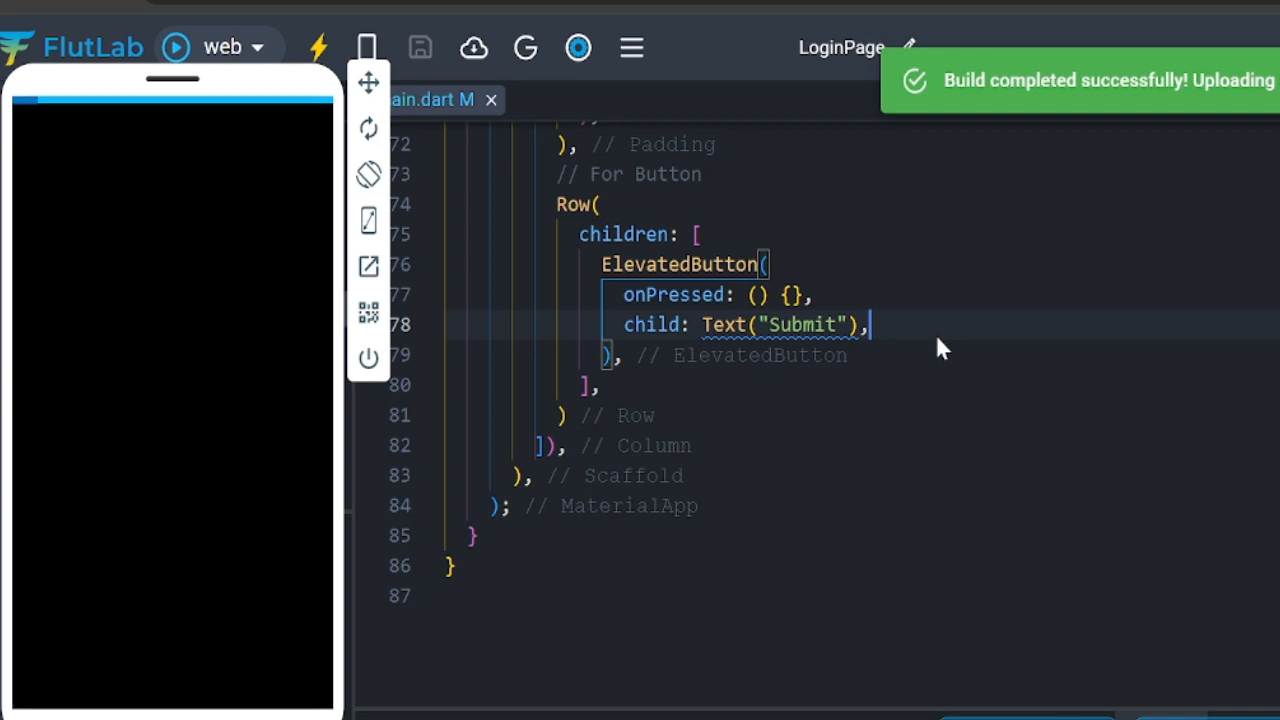 FlutLab
web
LoginPage
Build completed successfully! Uploading
ain.dart M
72 ), // Padding
73 // For Button
74 Row(
75 children: [
76 ElevatedButton(
77 onPressed: () {},
78 child: Text("Submit"),
79 ), // ElevatedButton
80 ],
81 ) // Row
82 ]), // Column
83 ), // Scaffold
84 ); // MaterialApp
85 }
86 }
87